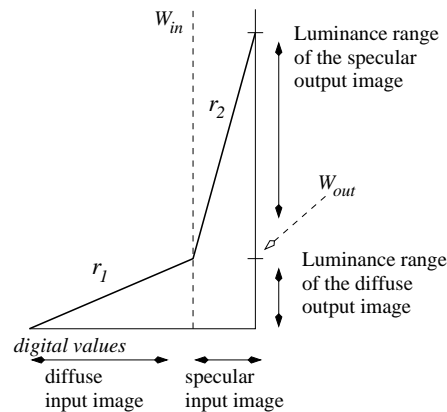 W_in
Luminance range
of the specular
output image
r_2
W_out
r_1
Luminance range
of the diffuse
output image
digital values
diffuse
input image
specular
input image